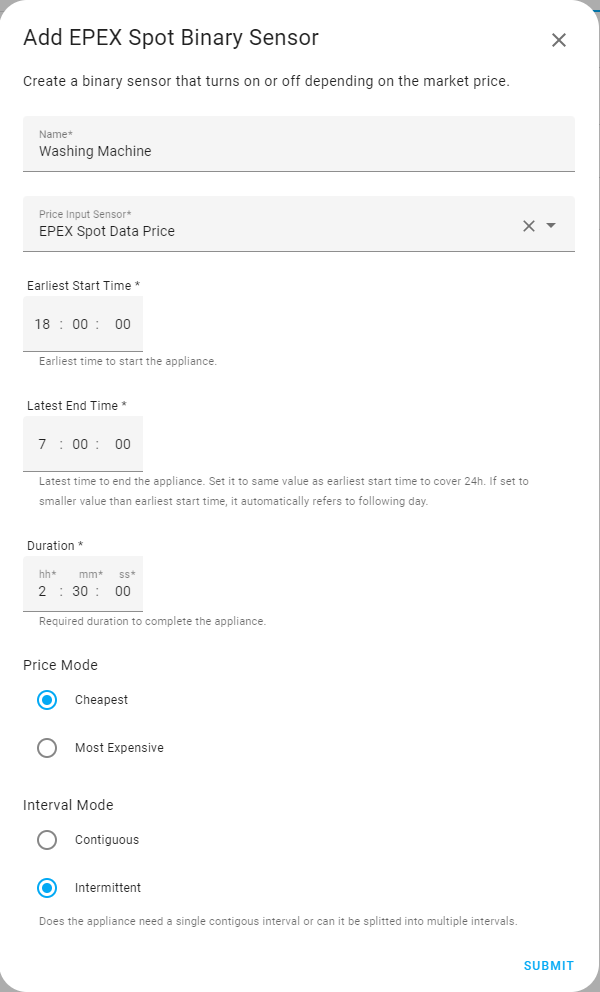 Add EPEX Spot Binary Sensor
Create a binary sensor that turns on or off depending on the market price.
Name*
Washing Machine
Price Input Sensor*
EPEX Spot Data Price
Earliest Start Time *
18 : 00 : 00
Earliest time to start the appliance.
Latest End Time *
7 : 00 : 00
Latest time to end the appliance. Set it to same value as earliest start time to cover 24h. If set to
smaller value than earliest start time, it automatically refers to following day.
Duration *
hh* mm* ss*
2 : 30 : 00
Required duration to complete the appliance.
Price Mode
Cheapest
Most Expensive
Interval Mode
Contiguous
Intermittent
Does the appliance need a single contigous interval or can it be splitted into multiple intervals.
SUBMIT